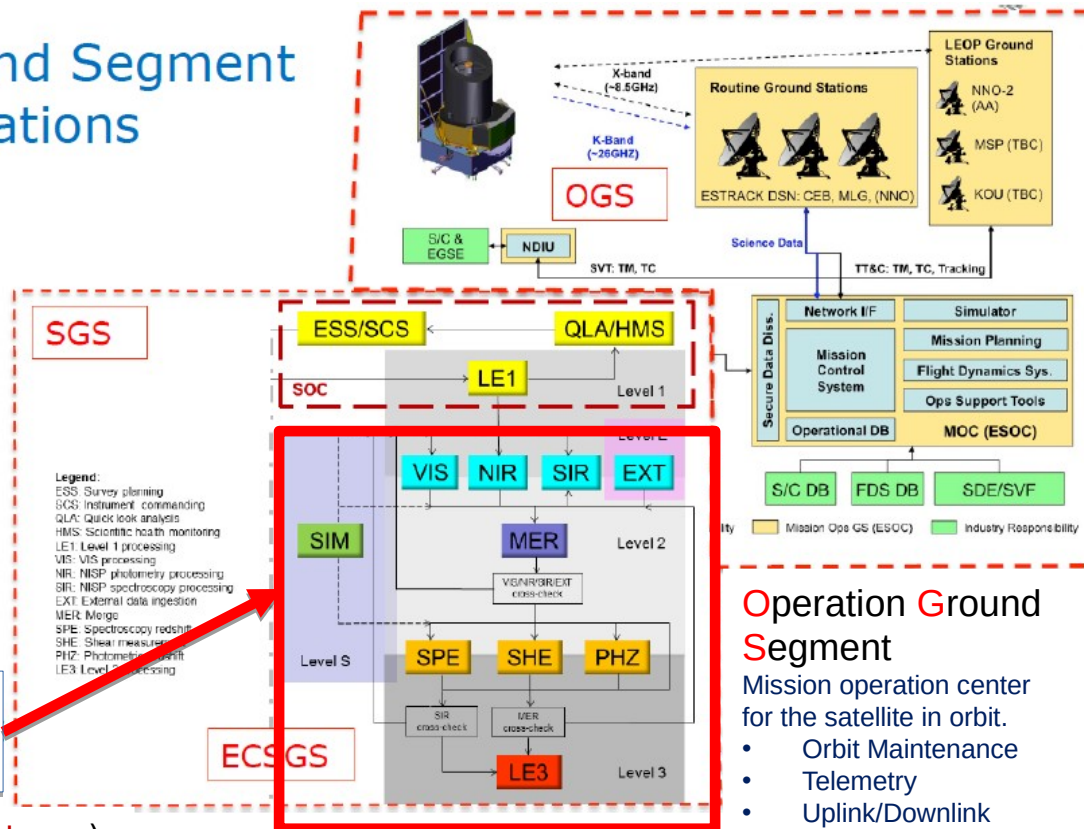 nd Segment
ations
X-band
(~8.5GHz)
K-Band
(~26GHZ)
OGS
Routine Ground Stations
ESTRACK DSN: CEB, MLG, (NNO)
LEOP Ground
Stations
NNO-2
(AA)
MSP (TBC)
KOU (TBC)
S/C &
EGSE
NDIU
Science Data
SVT: TM, TC
TT&C: TM, TC, Tracking
Secure Data Diss.
Network I/F
Mission
Control
System
Operational DB
Simulator
Mission Planning
Flight Dynamics Sys.
Ops Support Tools
MOC (ESOC)
S/C DB
FDS DB
SDE/SVF
Mission Ops GS (ESOC)
Industry Responsibility
SGS
ESS/SCS
QLA/HMS
SOC
LE1
Level 1
VIS
NIR
SIR
EXT
SIM
MER
Level 2
VIS/NIR/SIR/EXT
cross-check
Level S
SPE
SHE
PHZ
SIR
cross-check
MER
cross-check
LE3
Level 3
ECSGS
Legend:
ESS: Survey planning
SCS: Instrument commanding
QLA: Quick look analysis
HMS: Scientific health monitoring
LE1: Level 1 processing
VIS: VIS processing
NIR: NISP photometry processing
SIR: NISP spectroscopy processing
EXT: External data ingestion
MER: Merge
SPE: Spectroscopy redshift
SHE: Shear
PHZ: Photometric
LE3: Level
Operation Ground
Segment
Mission operation center
for the satellite in orbit.
• Orbit Maintenance
• Telemetry
• Uplink/Downlink